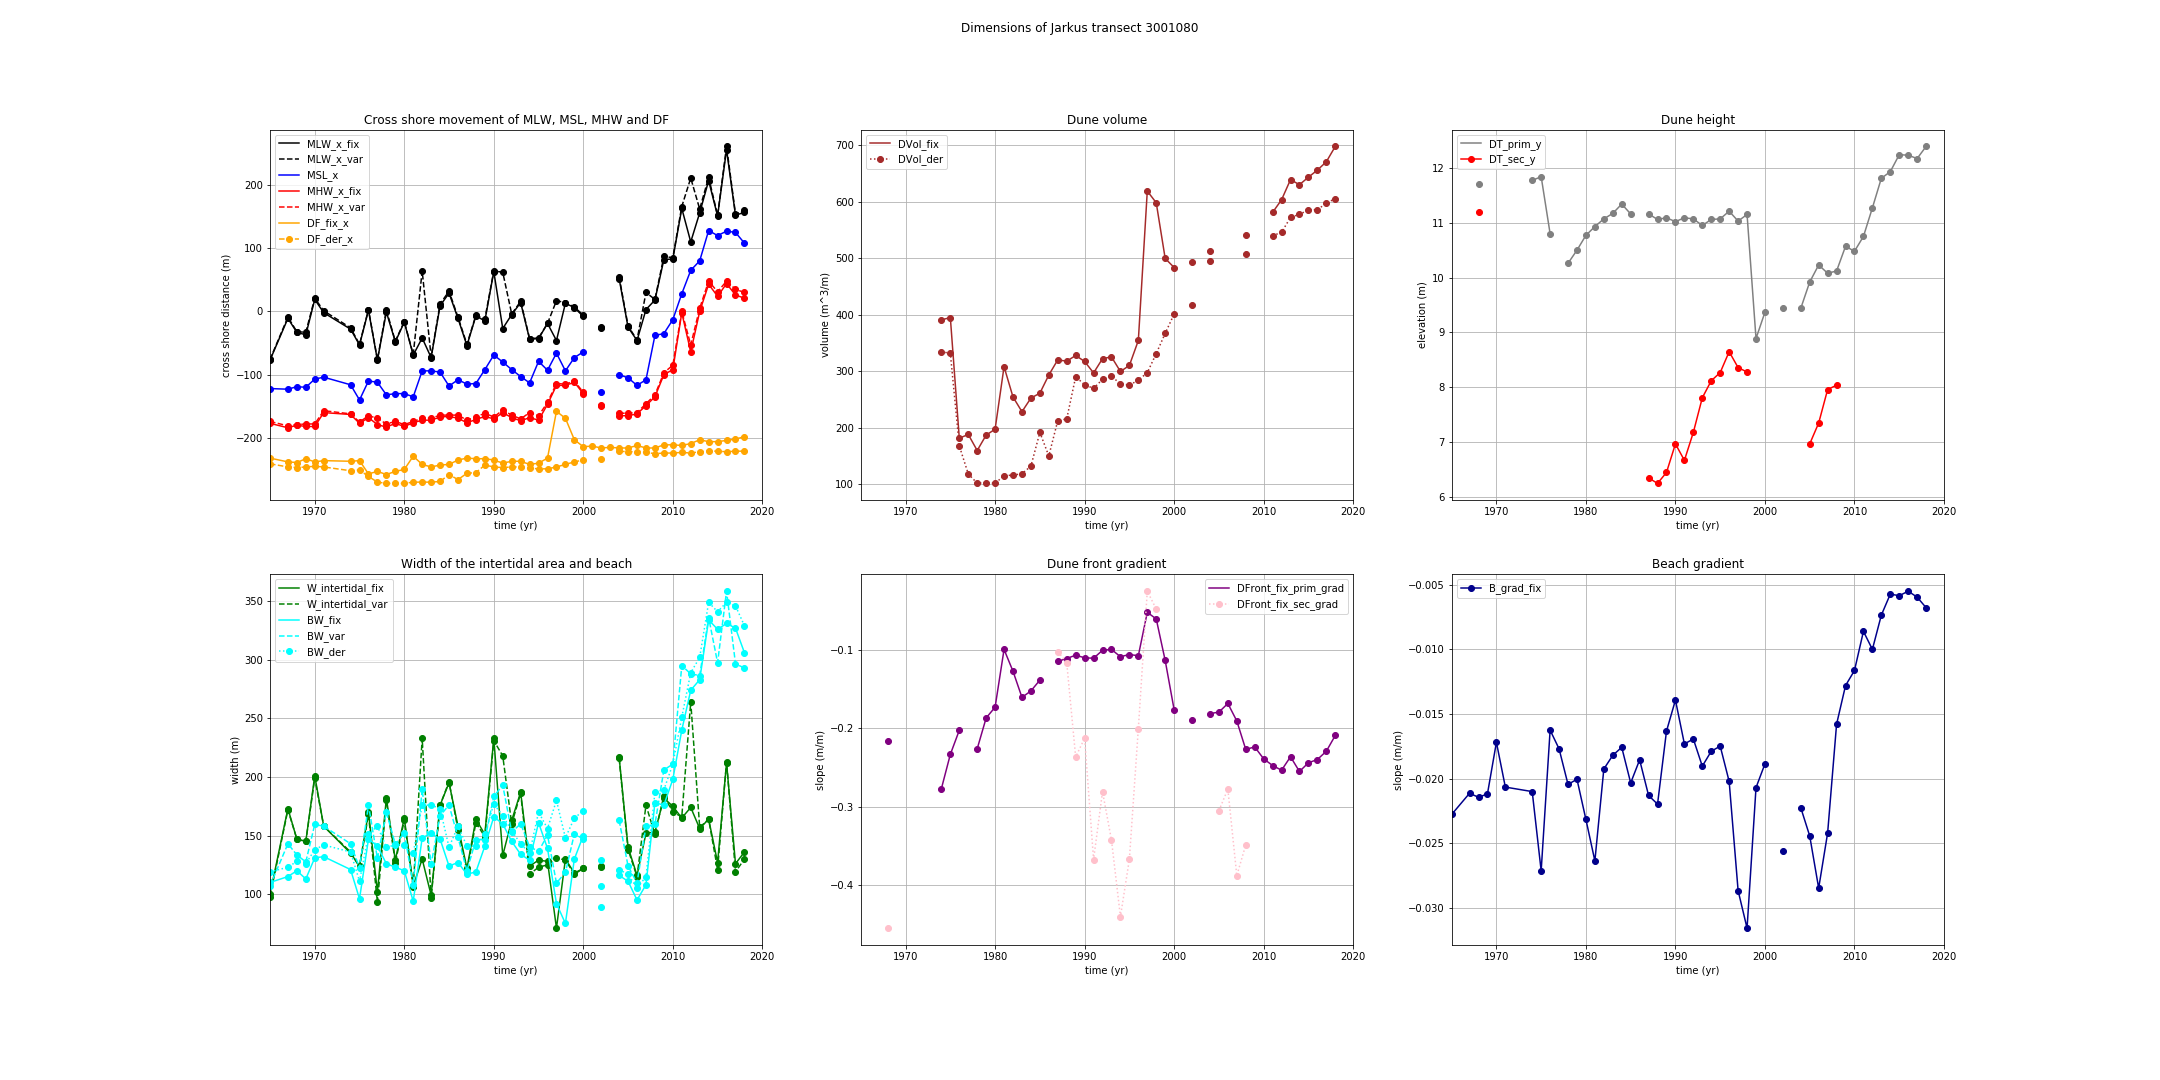 Dimensions of Jarkus transect 3001080
Cross shore movement of MLW, MSL, MHW and DF
MLW_x_fix
MLW_x_var
MSL_x
MHW_x_fix
MHW_x_var
DF_fix_x
DF_der_x
200
100
0
−100
−200
cross shore distance (m)
1970 1980 1990 2000 2010 2020
time (yr)
Dune volume
DVol_fix
DVol_der
700
600
500
400
300
200
100
volume (m^3/m)
1970 1980 1990 2000 2010 2020
time (yr)
Dune height
DT_prim_y
DT_sec_y
12
11
10
9
8
7
6
elevation (m)
1970 1980 1990 2000 2010 2020
time (yr)
Width of the intertidal area and beach
W_intertidal_fix
W_intertidal_var
BW_fix
BW_var
BW_der
350
300
250
200
150
100
width (m)
1970 1980 1990 2000 2010 2020
time (yr)
Dune front gradient
DFront_fix_prim_grad
DFront_fix_sec_grad
−0.1
−0.2
−0.3
−0.4
slope (m/m)
1970 1980 1990 2000 2010 2020
time (yr)
Beach gradient
B_grad_fix
−0.005
−0.010
−0.015
−0.020
−0.025
−0.030
slope (m/m)
1970 1980 1990 2000 2010 2020
time (yr)